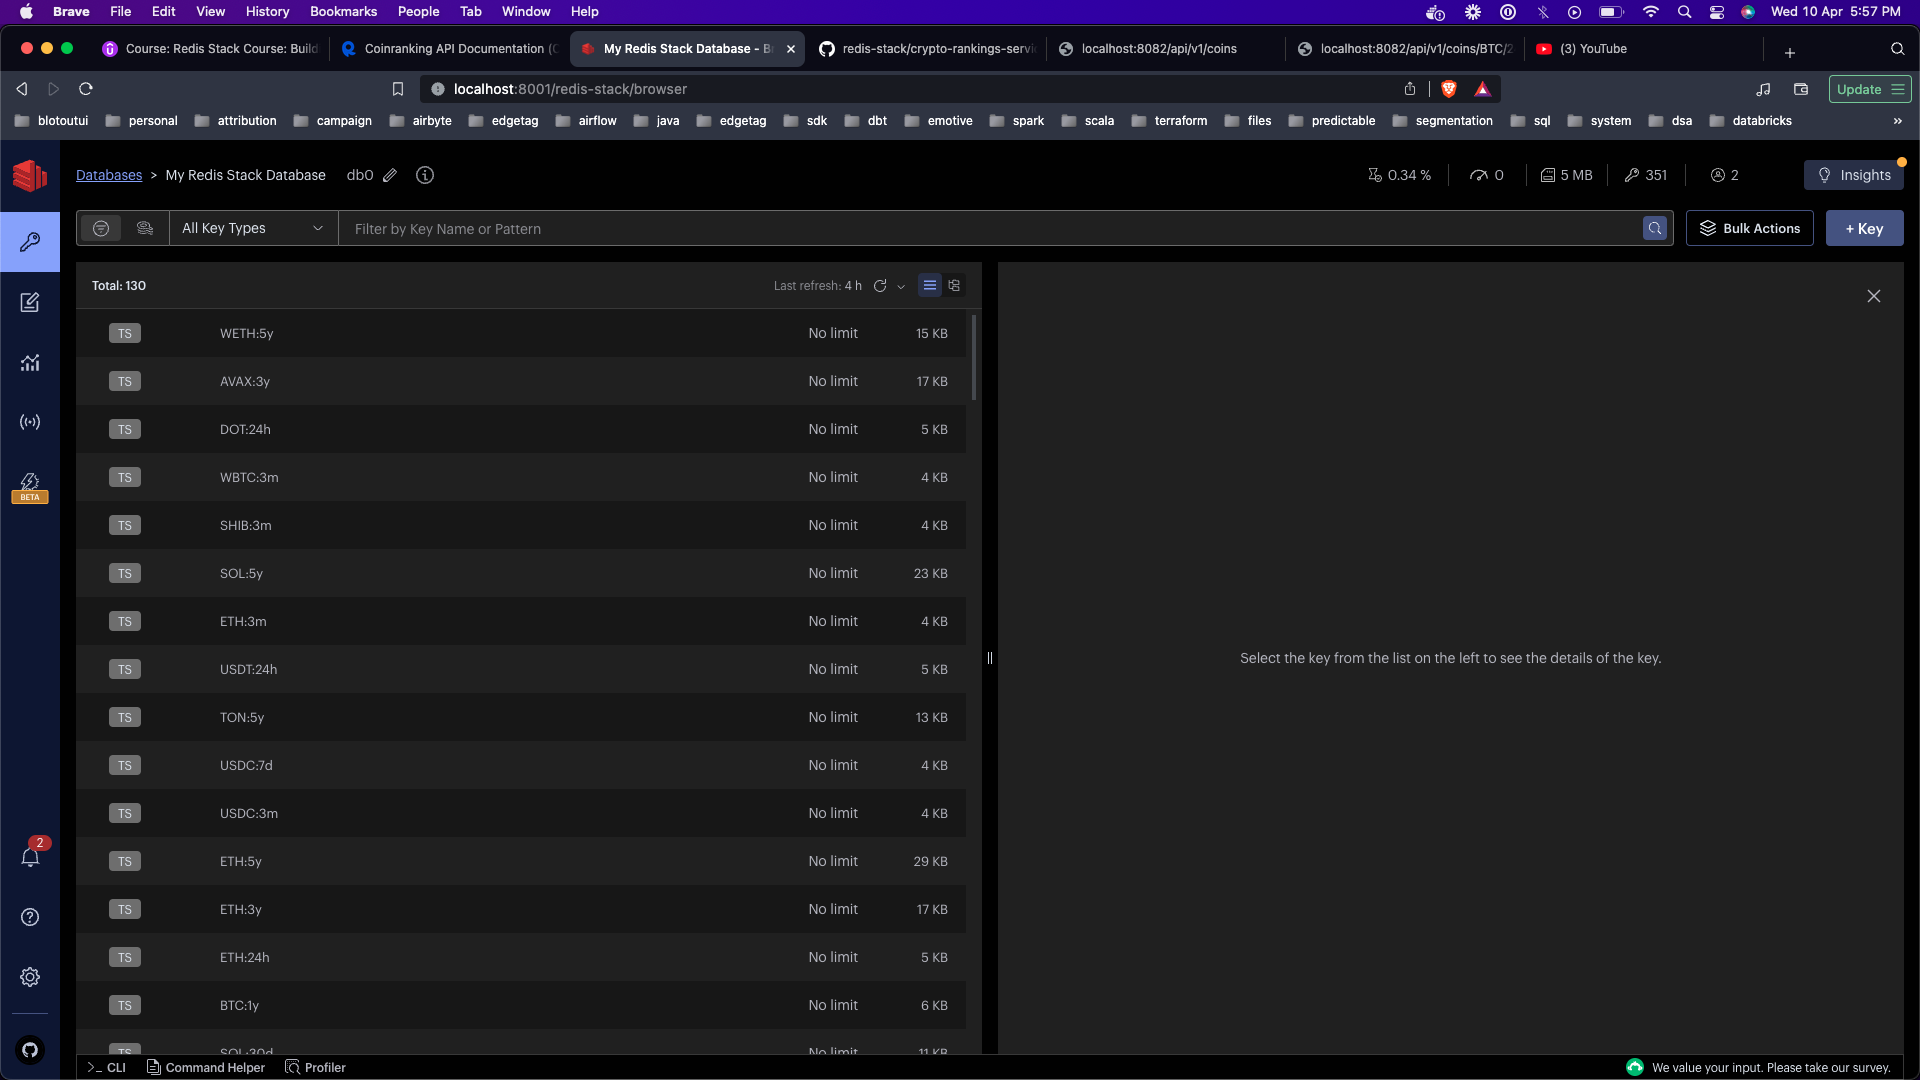 Brave File Edit View History Bookmarks People Tab Window Help Wed 10 Apr 5:57 PM
Course: Redis Stack Course: Build Coinranking API Documentation (C My Redis Stack Database - B redis-stack/crypto-rankings-servic localhost:8082/api/v1/coins localhost:8082/api/v1/coins/BTC/2 (3) YouTube
localhost:8001/redis-stack/browser Update
blotoutui personal attribution campaign airbyte edgetag airflow java edgetag sdk dbt emotive spark scala terraform files predictable segmentation sql system dsa databricks »
Databases > My Redis Stack Database db0 0.34 % 0 5 MB 351 2 Insights
All Key Types Filter by Key Name or Pattern Bulk Actions + Key
Total: 130 Last refresh: 4 h
TS WETH:5y No limit 15 KB
TS AVAX:3y No limit 17 KB
TS DOT:24h No limit 5 KB
TS WBTC:3m No limit 4 KB
TS SHIB:3m No limit 4 KB
TS SOL:5y No limit 23 KB
TS ETH:3m No limit 4 KB
TS USDT:24h No limit 5 KB
TS TON:5y No limit 13 KB
TS USDC:7d No limit 4 KB
TS USDC:3m No limit 4 KB
TS ETH:5y No limit 29 KB
TS ETH:3y No limit 17 KB
TS ETH:24h No limit 5 KB
TS BTC:1y No limit 6 KB
TS SOL:30d No limit 11 KB
Select the key from the list on the left to see the details of the key.
BETA
2
>_ CLI Command Helper Profiler We value your input. Please take our survey.